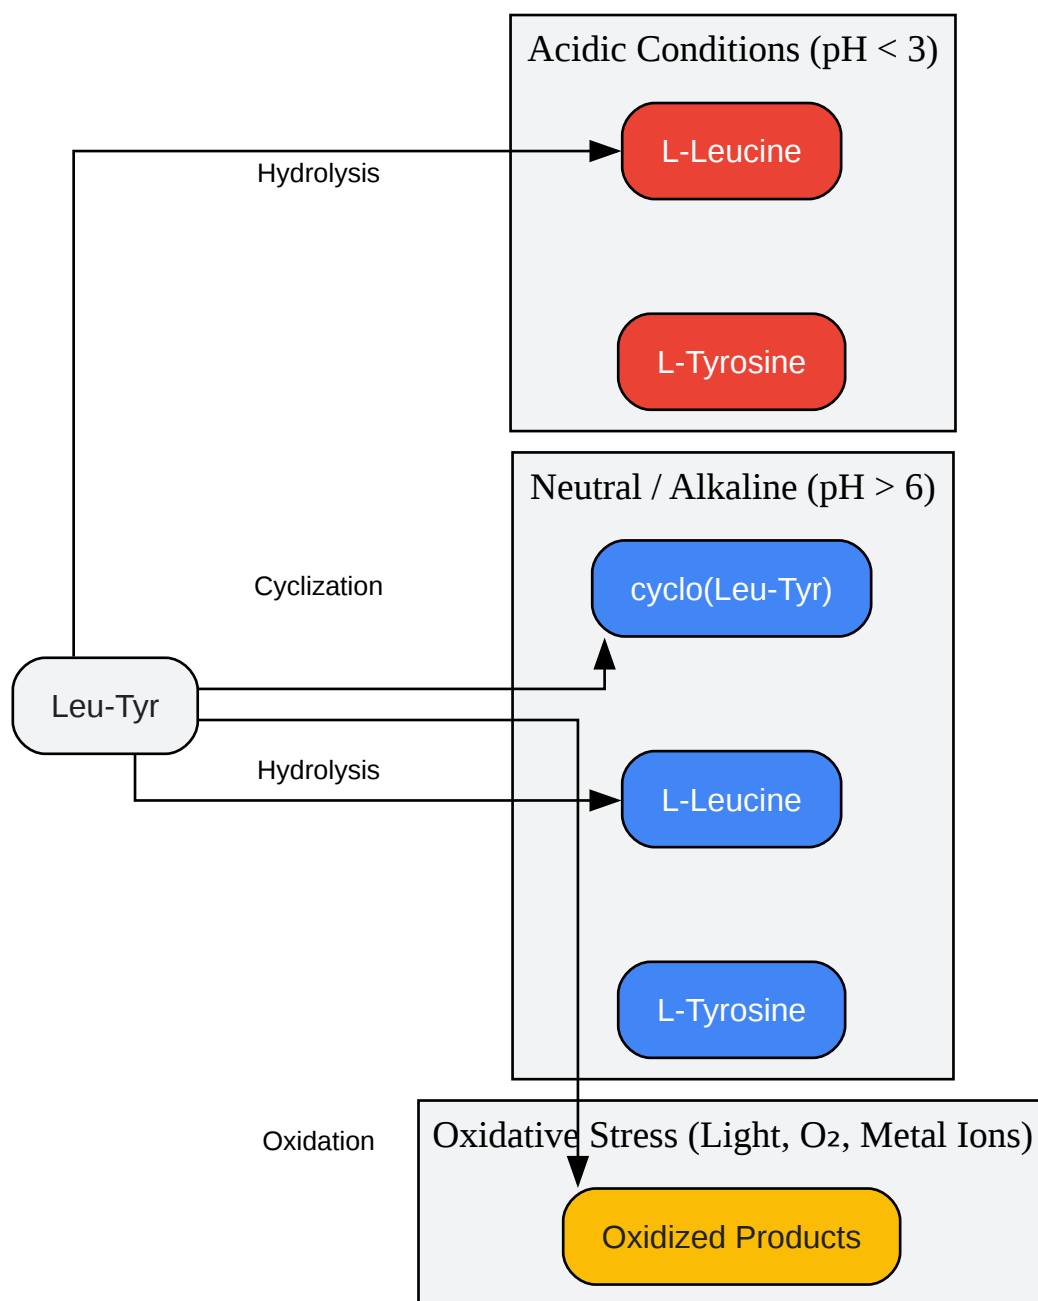 Acidic Conditions (pH < 3)
L-Leucine
Hydrolysis
L-Tyrosine
Neutral / Alkaline (pH > 6)
Cyclization
cyclo(Leu-Tyr)
Leu-Tyr
Hydrolysis
L-Leucine
L-Tyrosine
Oxidation
Oxidative Stress (Light, O₂, Metal Ions)
Oxidized Products